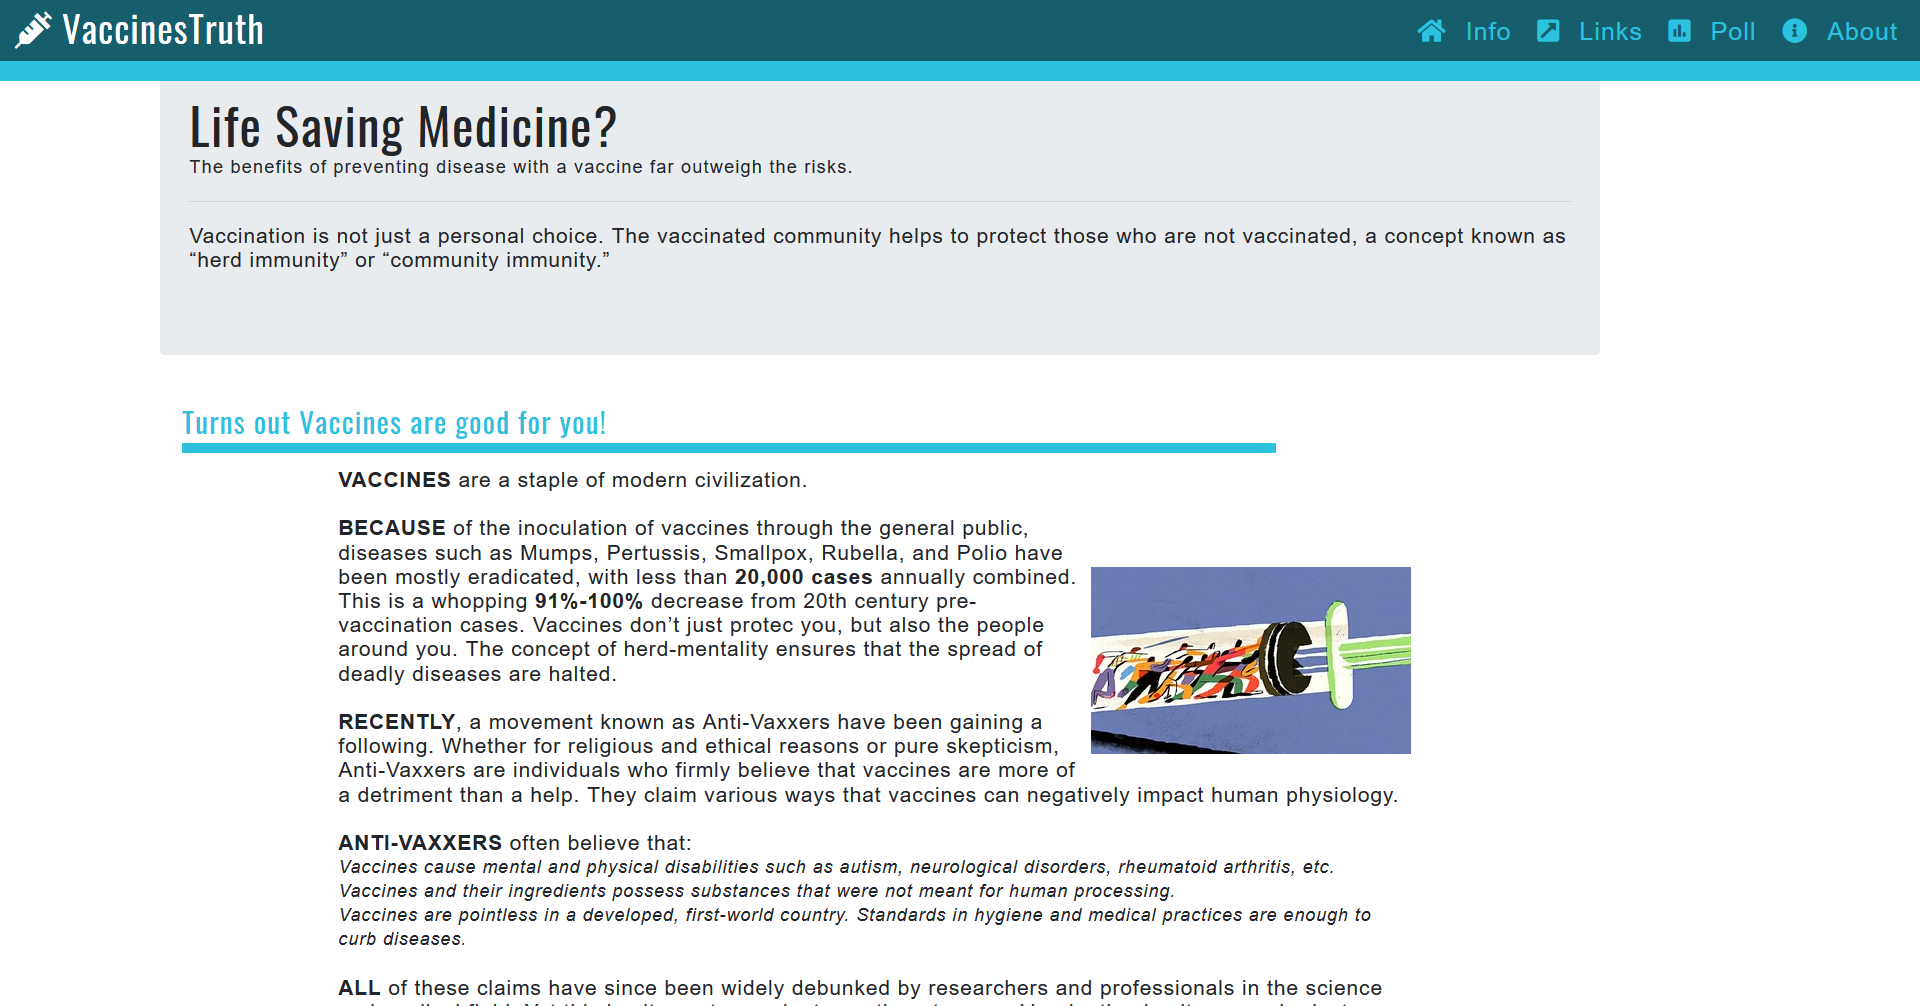 VaccinesTruth
Info Links Poll About
Life Saving Medicine?
The benefits of preventing disease with a vaccine far outweigh the risks.
Vaccination is not just a personal choice. The vaccinated community helps to protect those who are not vaccinated, a concept known as
“herd immunity” or “community immunity.”
Turns out Vaccines are good for you!
VACCINES are a staple of modern civilization.
BECAUSE of the inoculation of vaccines through the general public,
diseases such as Mumps, Pertussis, Smallpox, Rubella, and Polio have
been mostly eradicated, with less than 20,000 cases annually combined.
This is a whopping 91%-100% decrease from 20th century pre-
vaccination cases. Vaccines don’t just protec you, but also the people
around you. The concept of herd-mentality ensures that the spread of
deadly diseases are halted.
RECENTLY, a movement known as Anti-Vaxxers have been gaining a
following. Whether for religious and ethical reasons or pure skepticism,
Anti-Vaxxers are individuals who firmly believe that vaccines are more of
a detriment than a help. They claim various ways that vaccines can negatively impact human physiology.
ANTI-VAXXERS often believe that:
Vaccines cause mental and physical disabilities such as autism, neurological disorders, rheumatoid arthritis, etc.
Vaccines and their ingredients possess substances that were not meant for human processing.
Vaccines are pointless in a developed, first-world country. Standards in hygiene and medical practices are enough to
curb diseases.
ALL of these claims have since been widely debunked by researchers and professionals in the science